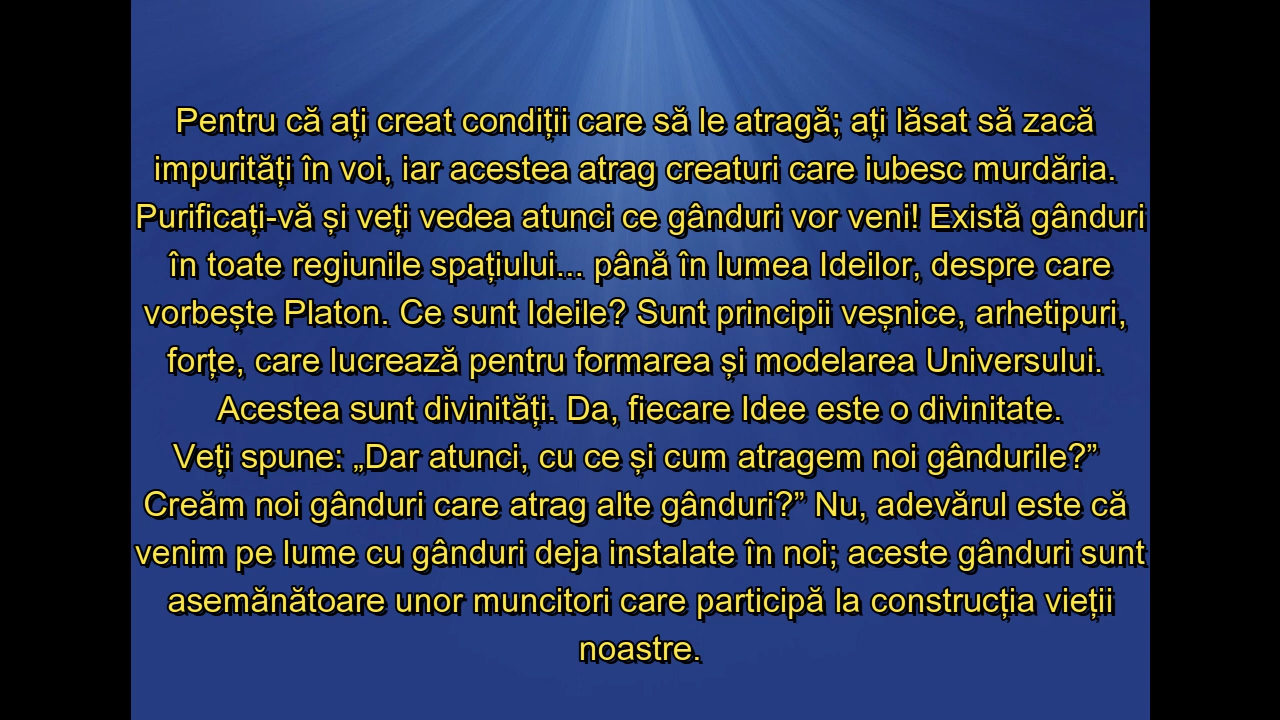 Pentru că ați creat condiții care să le atragă; ați lăsat să zacă
impurități în voi, iar acestea atrag creaturi care iubesc murdăria.
Purificați-vă și veți vedea atunci ce gânduri vor veni! Există gânduri
în toate regiunile spațiului... până în lumea Ideilor, despre care
vorbește Platon. Ce sunt Ideile? Sunt principii veșnice, arhetipuri,
forțe, care lucrează pentru formarea și modelarea Universului.
Acestea sunt divinități. Da, fiecare Idee este o divinitate.
Veți spune: „Dar atunci, cu ce și cum atragem noi gândurile?”
Creăm noi gânduri care atrag alte gânduri?” Nu, adevărul este că
venim pe lume cu gânduri deja instalate în noi; aceste gânduri sunt
asemănătoare unor muncitori care participă la construcția vieții
noastre.